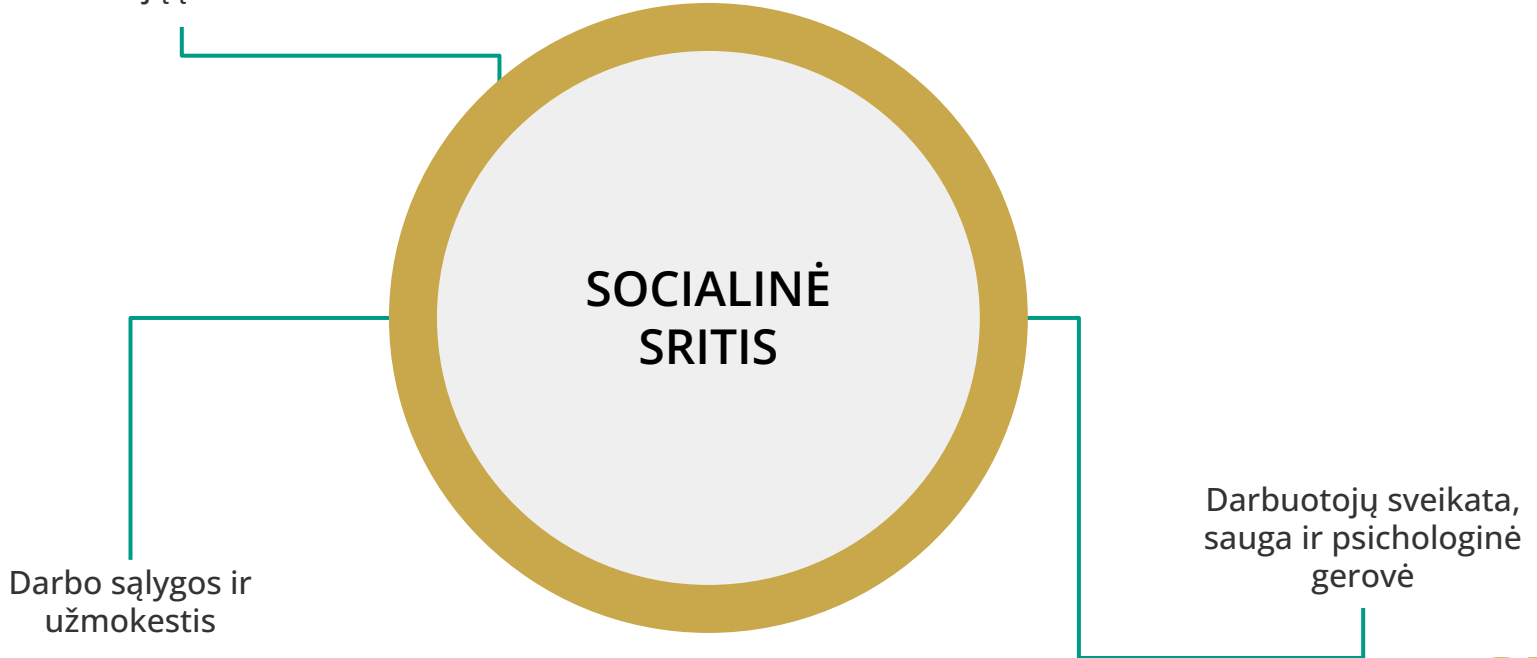 SOCIALINĖ
SRITIS
Darbuotojų sveikata,
sauga ir psichologinė
gerovė
Darbo sąlygos ir
užmokestis